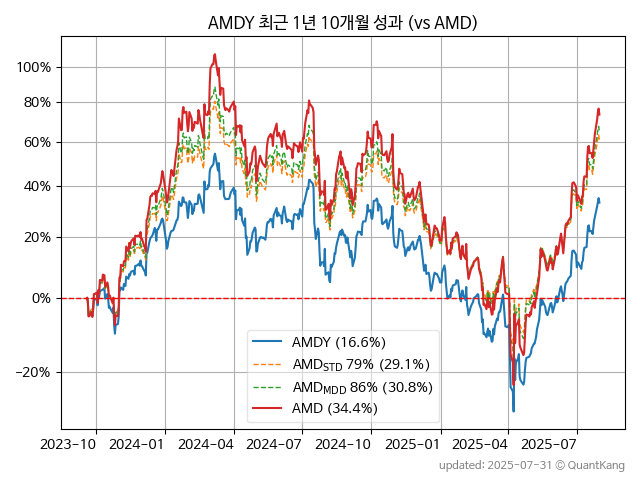 AMDY 최근 1년 10개월 성과 (vs AMD)
100%
80%
60%
40%
20%
0%
−20%
AMDY (16.6%)
AMDSTD 79% (29.1%)
AMDMDD 86% (30.8%)
AMD (34.4%)
2023-10 2024-01 2024-04 2024-07 2024-10 2025-01 2025-04 2025-07
updated: 2025-07-31 © QuantKang